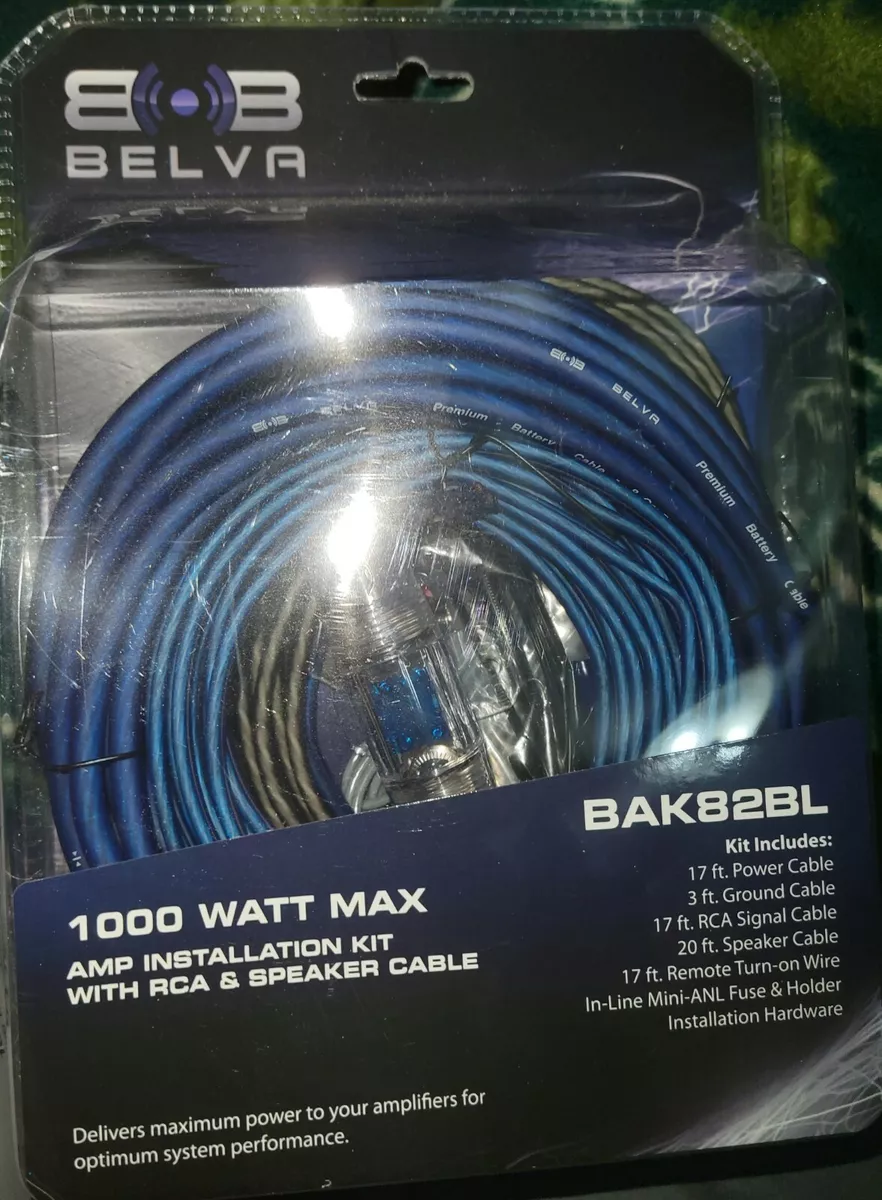 BELVA
BELVA
Premium
Battery
Cable
BELVA
Premium
Battery
Cable
BAK82BL
Kit Includes:
17 ft. Power Cable
3 ft. Ground Cable
17 ft. RCA Signal Cable
20 ft. Speaker Cable
17 ft. Remote Turn-on Wire
In-Line Mini-ANL Fuse & Holder
Installation Hardware
1000 WATT MAX
AMP INSTALLATION KIT
WITH RCA & SPEAKER CABLE
Delivers maximum power to your amplifiers for
optimum system performance.